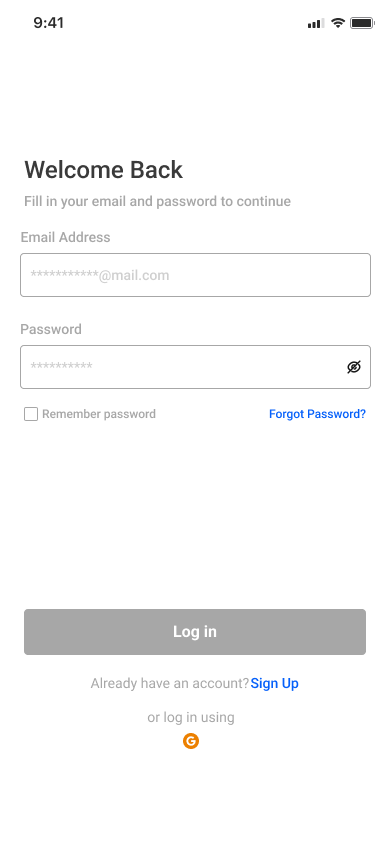 9:41
Welcome Back
Fill in your email and password to continue
Email Address
***********@mail.com
Password
**********
Remember password Forgot Password?
Log in
Already have an account?Sign Up
or log in using
G